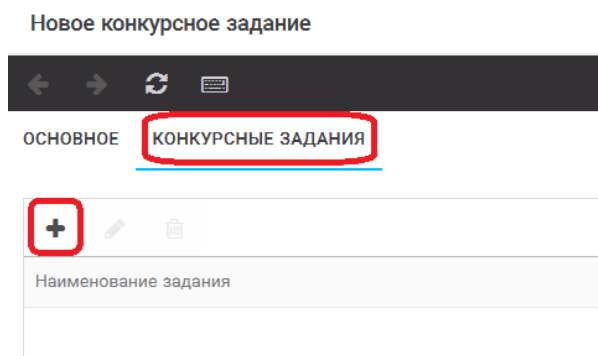 Новое конкурсное задание
ОСНОВНОЕ КОНКУРСНЫЕ ЗАДАНИЯ
Наименование задания